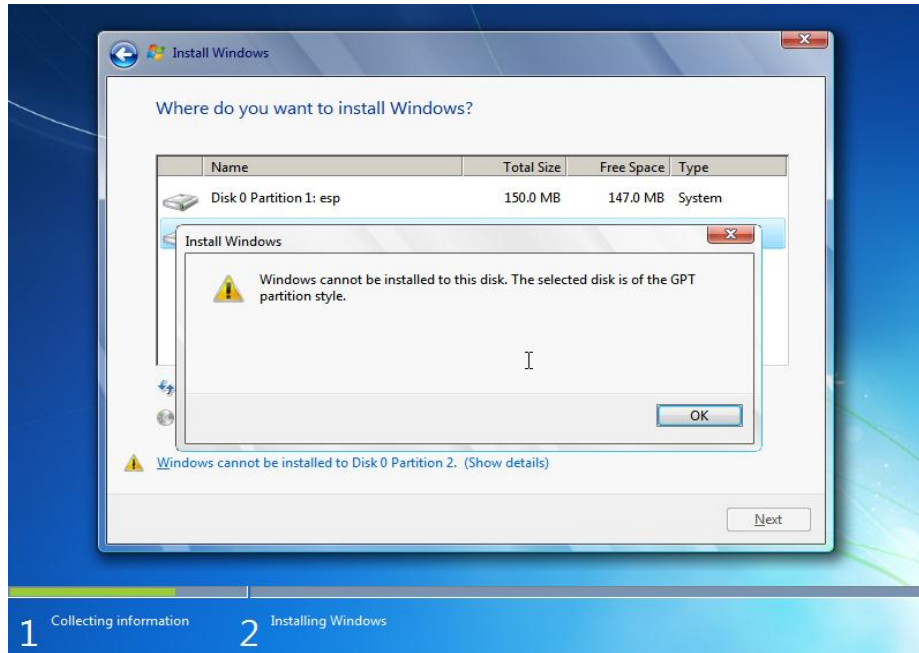 Install Windows
Where do you want to install Windows?
Name Total Size Free Space Type
Disk 0 Partition 1: esp 150.0 MB 147.0 MB System
Install Windows
Windows cannot be installed to this disk. The selected disk is of the GPT
partition style.
OK
Windows cannot be installed to Disk 0 Partition 2. (Show details)
Next
1 Collecting information 2 Installing Windows